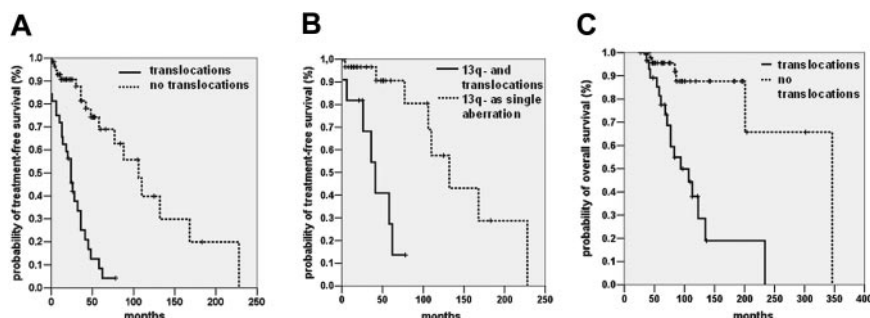 A
B
C
probability of treatment-free survival (%)
1.0
0.9
0.8
0.7
0.6
0.5
0.4
0.3
0.2
0.1
0.0
translocations
no translocations
0 50 100 150 200 250
months
probability of treatment-free survival (%)
1.0
0.9
0.8
0.7
0.6
0.5
0.4
0.3
0.2
0.1
0.0
13q- and
translocations
13q- as single
aberration
0 50 100 150 200 250
months
probability of overall survival (%)
1.0
0.9
0.8
0.7
0.6
0.5
0.4
0.3
0.2
0.1
0.0
translocations
no
translocations
0 50 100 150 200 250 300 350 400
months